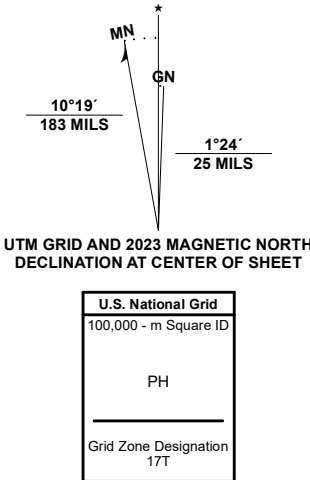 ★
MN
GN
10°19´
183 MILS
1°24´
25 MILS
UTM GRID AND 2023 MAGNETIC NORTH
DECLINATION AT CENTER OF SHEET
U.S. National Grid
100,000 - m Square ID
PH
Grid Zone Designation
17T